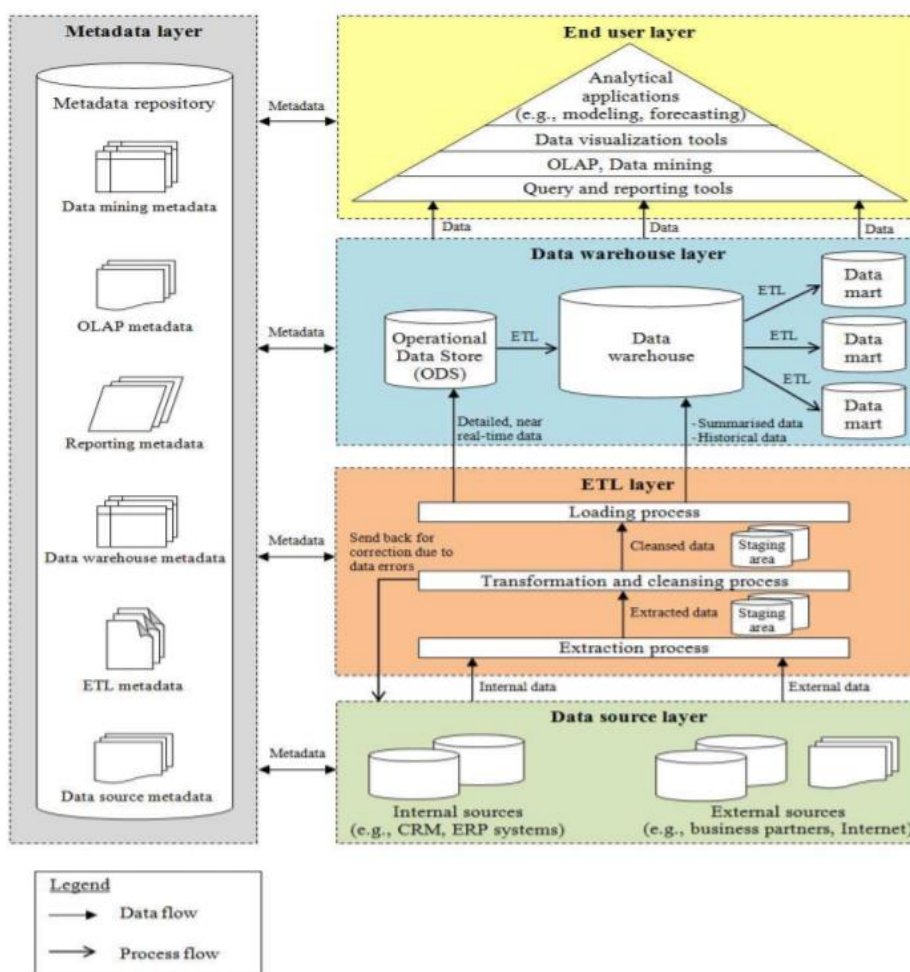 Metadata layer
Metadata repository
Data mining metadata
OLAP metadata
Reporting metadata
Data warehouse metadata
ETL metadata
Data source metadata
Metadata
Metadata
Metadata
Metadata
End user layer
Analytical
applications
(e.g., modeling, forecasting)
Data visualization tools
OLAP, Data mining
Query and reporting tools
Data
Data
Data
Data warehouse layer
Operational
Data Store
(ODS)
ETL
Data
warehouse
ETL
ETL
ETL
Data
mart
Data
mart
Data
mart
Detailed, near
real-time data
-Summarised data
-Historical data
ETL layer
Loading process
Send back for
correction due to
data errors
Cleansed data
Staging
area
Transformation and cleansing process
Extracted data
Staging
area
Extraction process
Internal data
External data
Data source layer
Internal sources
(e.g., CRM, ERP systems)
External sources
(e.g., business partners, Internet)
Legend
Data flow
Process flow